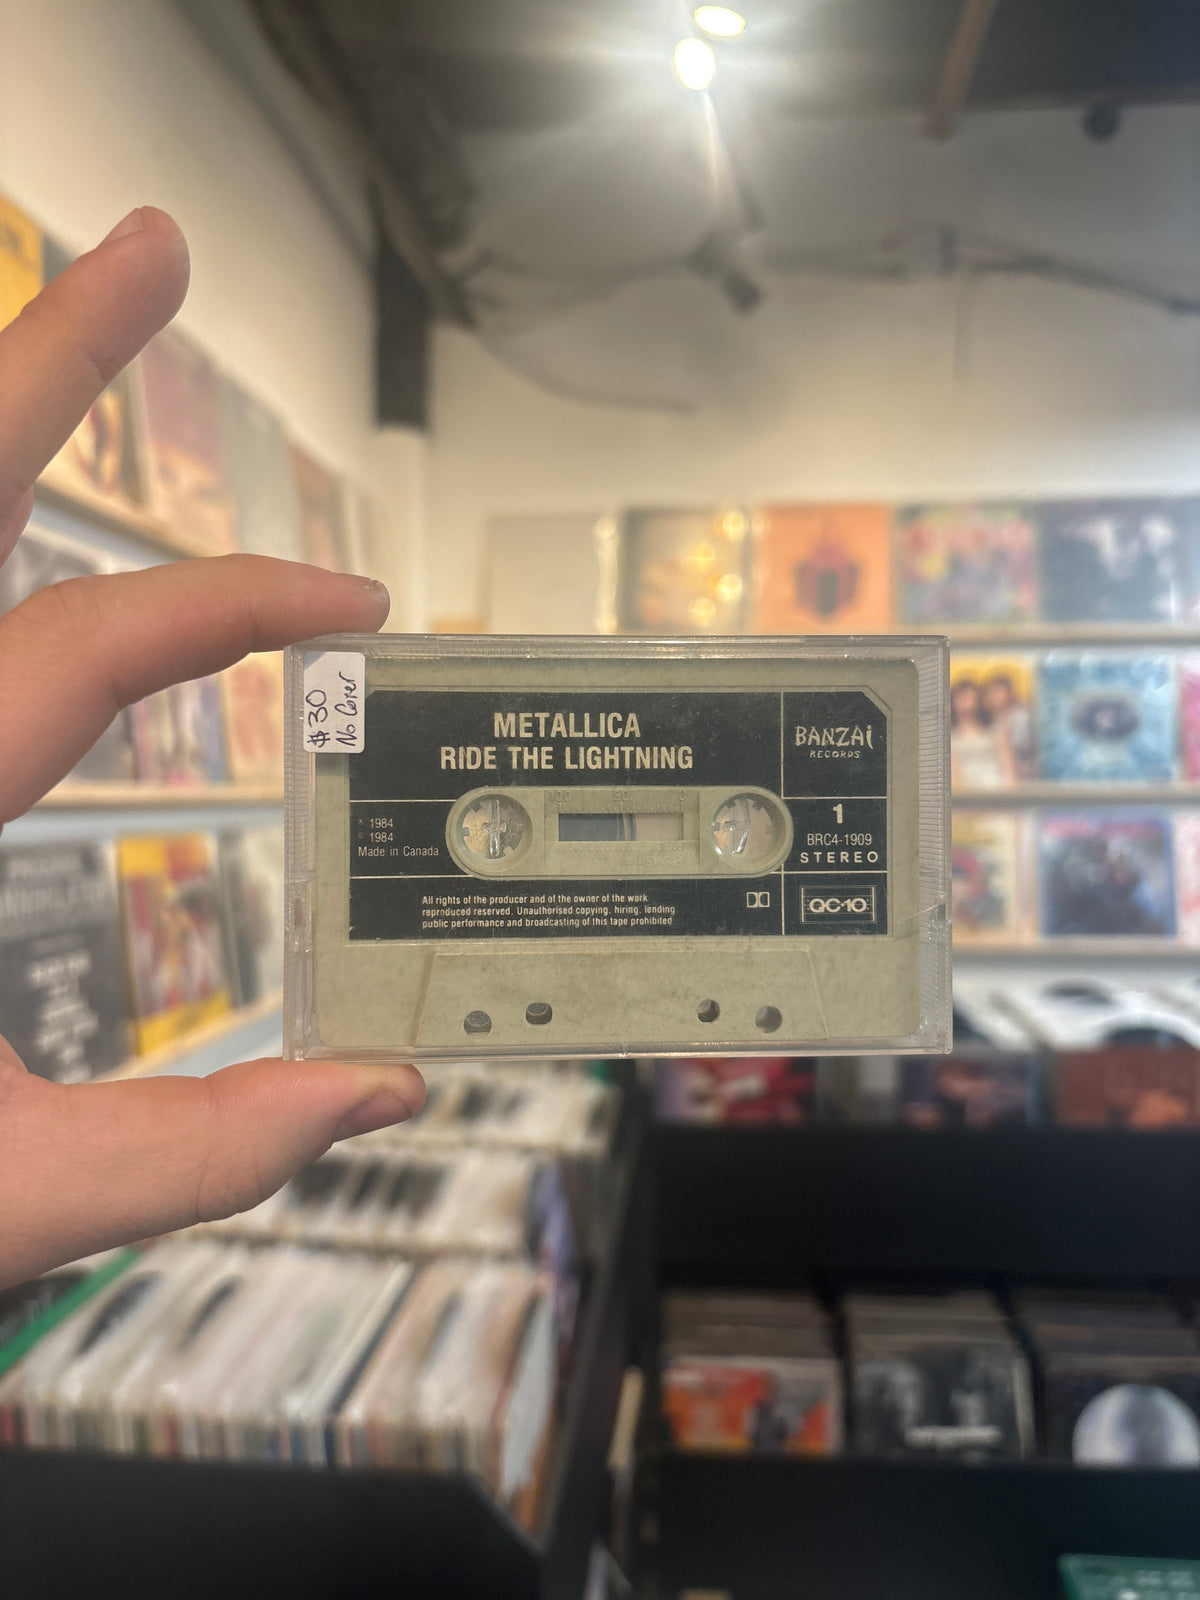 $30
No Cover
METALLICA
RIDE THE LIGHTNING
BANZAI
RECORDS
100 50 0
℗ 1984
© 1984
Made in Canada
1
BRC4-1909
STEREO
All rights of the producer and of the owner of the work
reproduced reserved. Unauthorised copying, hiring, lending
public performance and broadcasting of this tape prohibited
QC-10